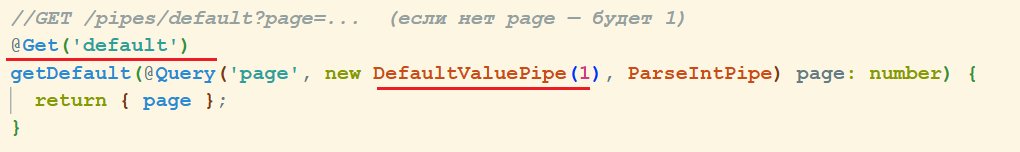 //GET /pipes/default?page=... (если нет page — будет 1)
@Get('default')
getDefault(@Query('page', new DefaultValuePipe(1), ParseIntPipe) page: number) {
return { page };
}